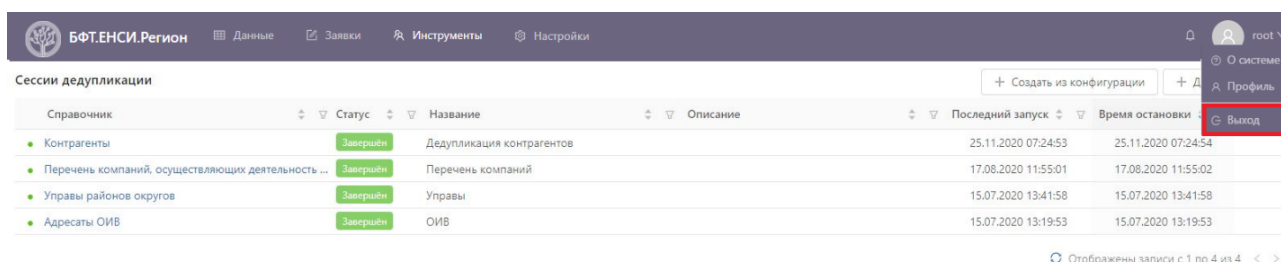 БФТ.ЕНСИ.Регион Данные Заявки Инструменты Настройки root
О системе
Сессии дедупликации + Создать из конфигурации + Д Профиль
Справочник Статус Название Описание Последний запуск Время остановки Выход
Контрагенты Завершён Дедупликация контрагентов 25.11.2020 07:24:53 25.11.2020 07:24:54
Перечень компаний, осуществляющих деятельность ... Завершён Перечень компаний 17.08.2020 11:55:01 17.08.2020 11:55:02
Управы районов округов Завершён Управы 15.07.2020 13:41:58 15.07.2020 13:41:58
Адресаты ОИВ Завершён ОИВ 15.07.2020 13:19:53 15.07.2020 13:19:53
Отображены записи с 1 по 4 из 4 < >